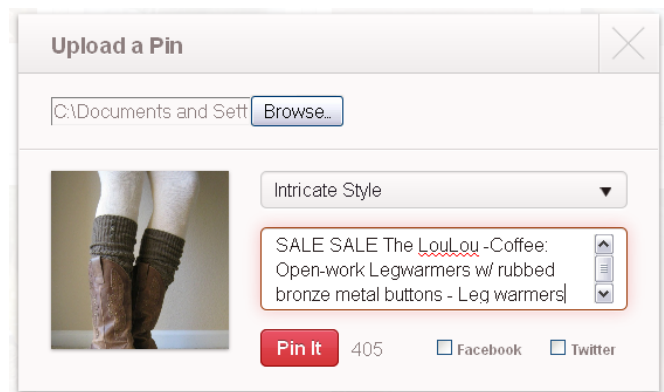 Upload a Pin
C:\Documents and Sett Browse...
Intricate Style
SALE SALE The LouLou -Coffee:
Open-work Legwarmers w/ rubbed
bronze metal buttons - Leg warmers
Pin It 405 Facebook Twitter